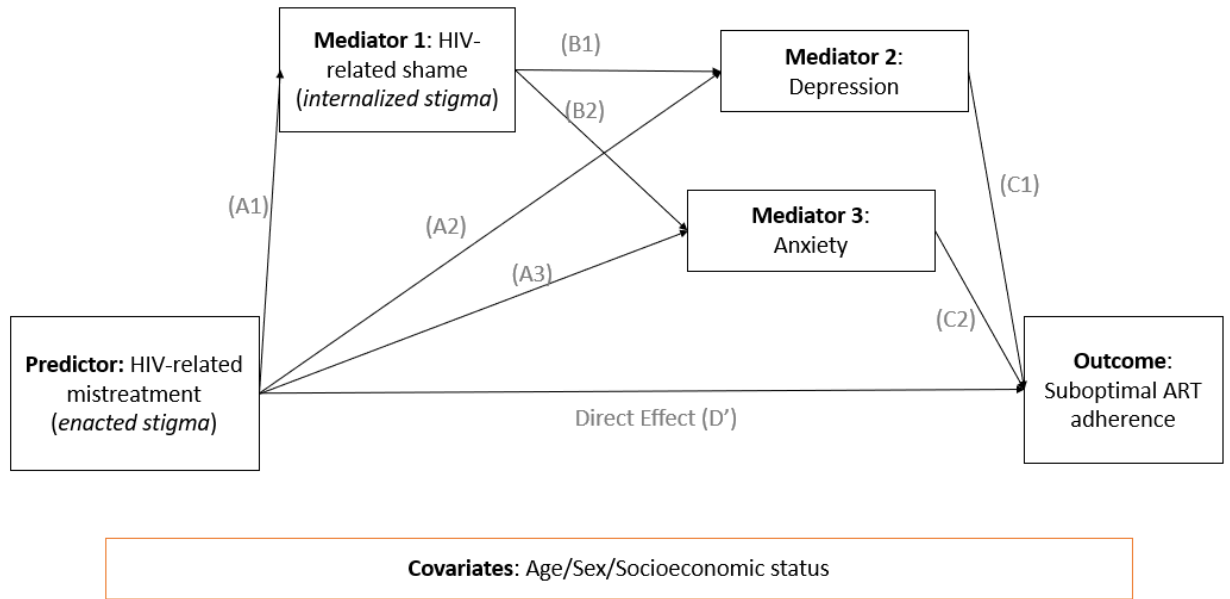 Mediator 1: HIV-
related shame
(internalized stigma)
(B1)
Mediator 2:
Depression
(B2)
(A1)
(A2)
Mediator 3:
Anxiety
(C1)
(A3)
(C2)
Predictor: HIV-related
mistreatment
(enacted stigma)
Direct Effect (D’)
Outcome:
Suboptimal ART
adherence
Covariates: Age/Sex/Socioeconomic status